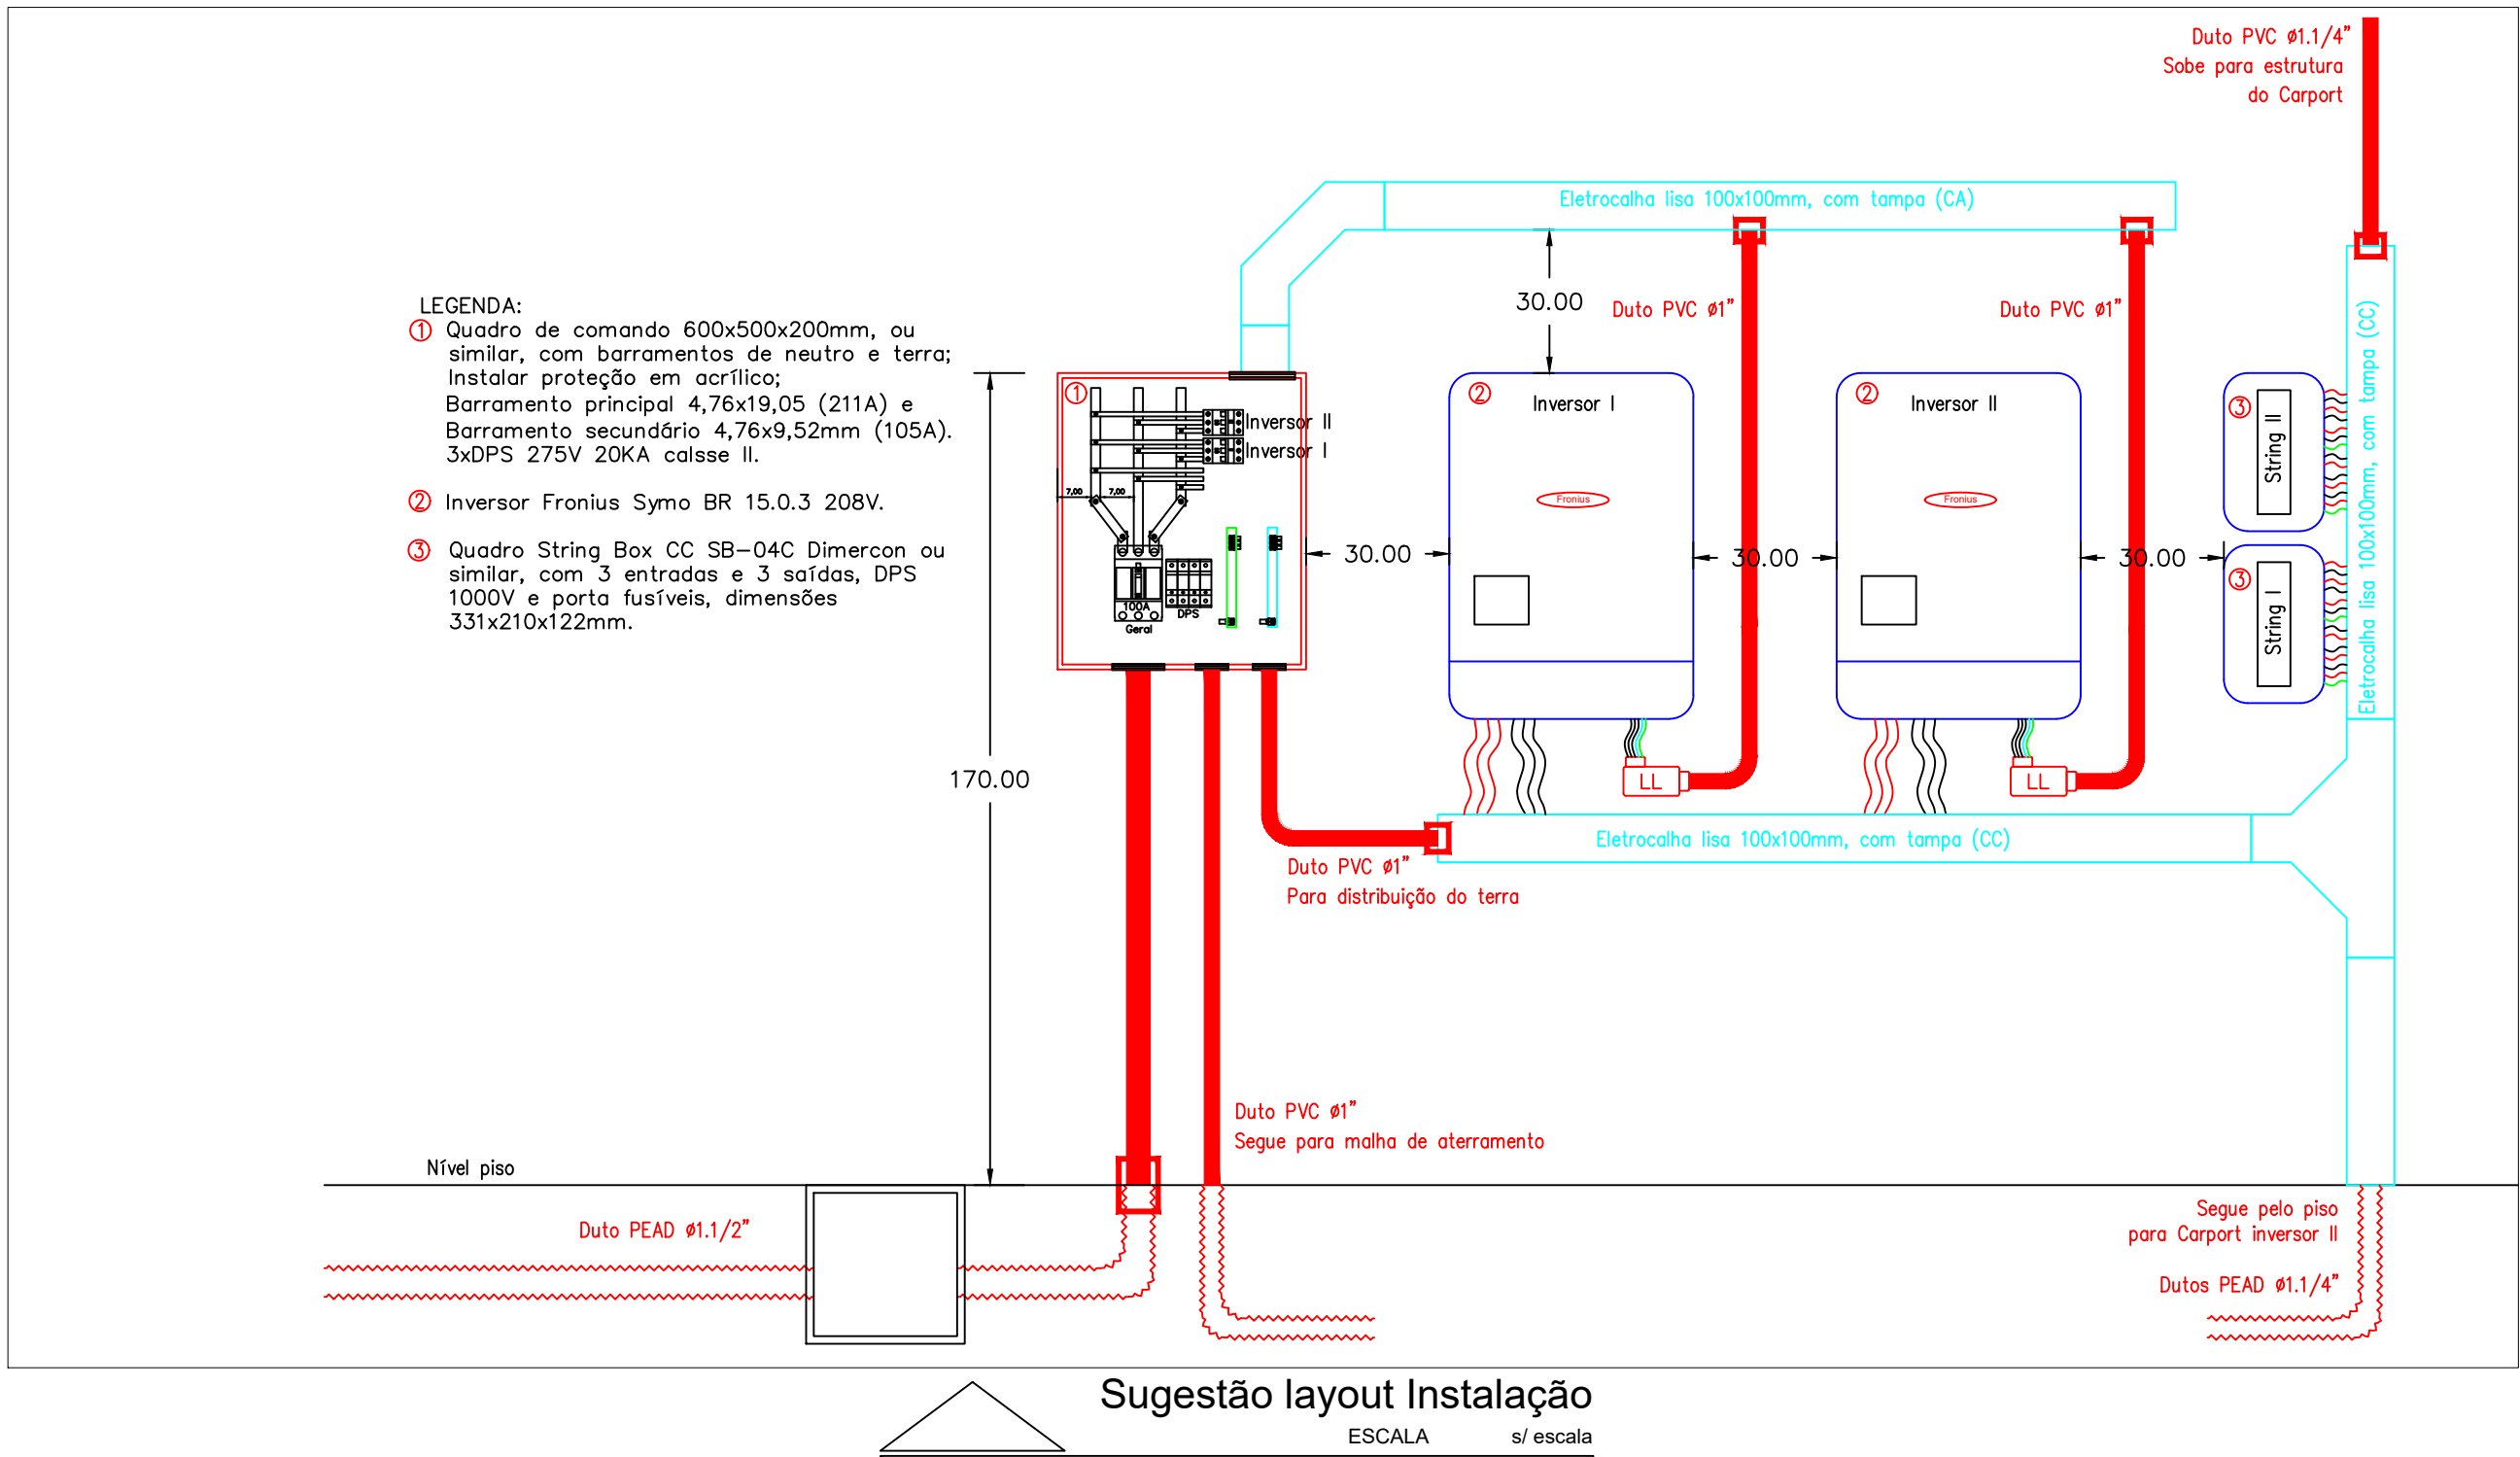 Duto PVC ø1.1/4"
Sobe para estrutura
do Carport
Eletrocalha lisa 100x100mm, com tampa (CA)
LEGENDA:
1 Quadro de comando 600x500x200mm, ou
similar, com barramentos de neutro e terra;
Instalar proteção em acrílico;
Barramento principal 4,76x19,05 (211A) e
Barramento secundário 4,76x9,52mm (105A).
3xDPS 275V 20KA calsse II.
2 Inversor Fronius Symo BR 15.0.3 208V.
3 Quadro String Box CC SB-04C Dimercon ou
similar, com 3 entradas e 3 saídas, DPS
1000V e porta fusíveis, dimensões
331x210x122mm.
30.00
Duto PVC ø1"
Duto PVC ø1"
1
Inversor II
Inversor I
7,00
7,00
100A
Geral
DPS
2
Inversor I
Fronius
2
Inversor II
Fronius
3
String II
3
String I
Eletrocalha lisa 100x100mm, com tampa (CC)
30.00
30.00
30.00
LL
LL
170.00
Eletrocalha lisa 100x100mm, com tampa (CC)
Duto PVC ø1"
Para distribuição do terra
Duto PVC ø1"
Segue para malha de aterramento
Nível piso
Duto PEAD ø1.1/2"
Segue pelo piso
para Carport inversor II
Dutos PEAD ø1.1/4"
Sugestão layout Instalação
ESCALA s/ escala